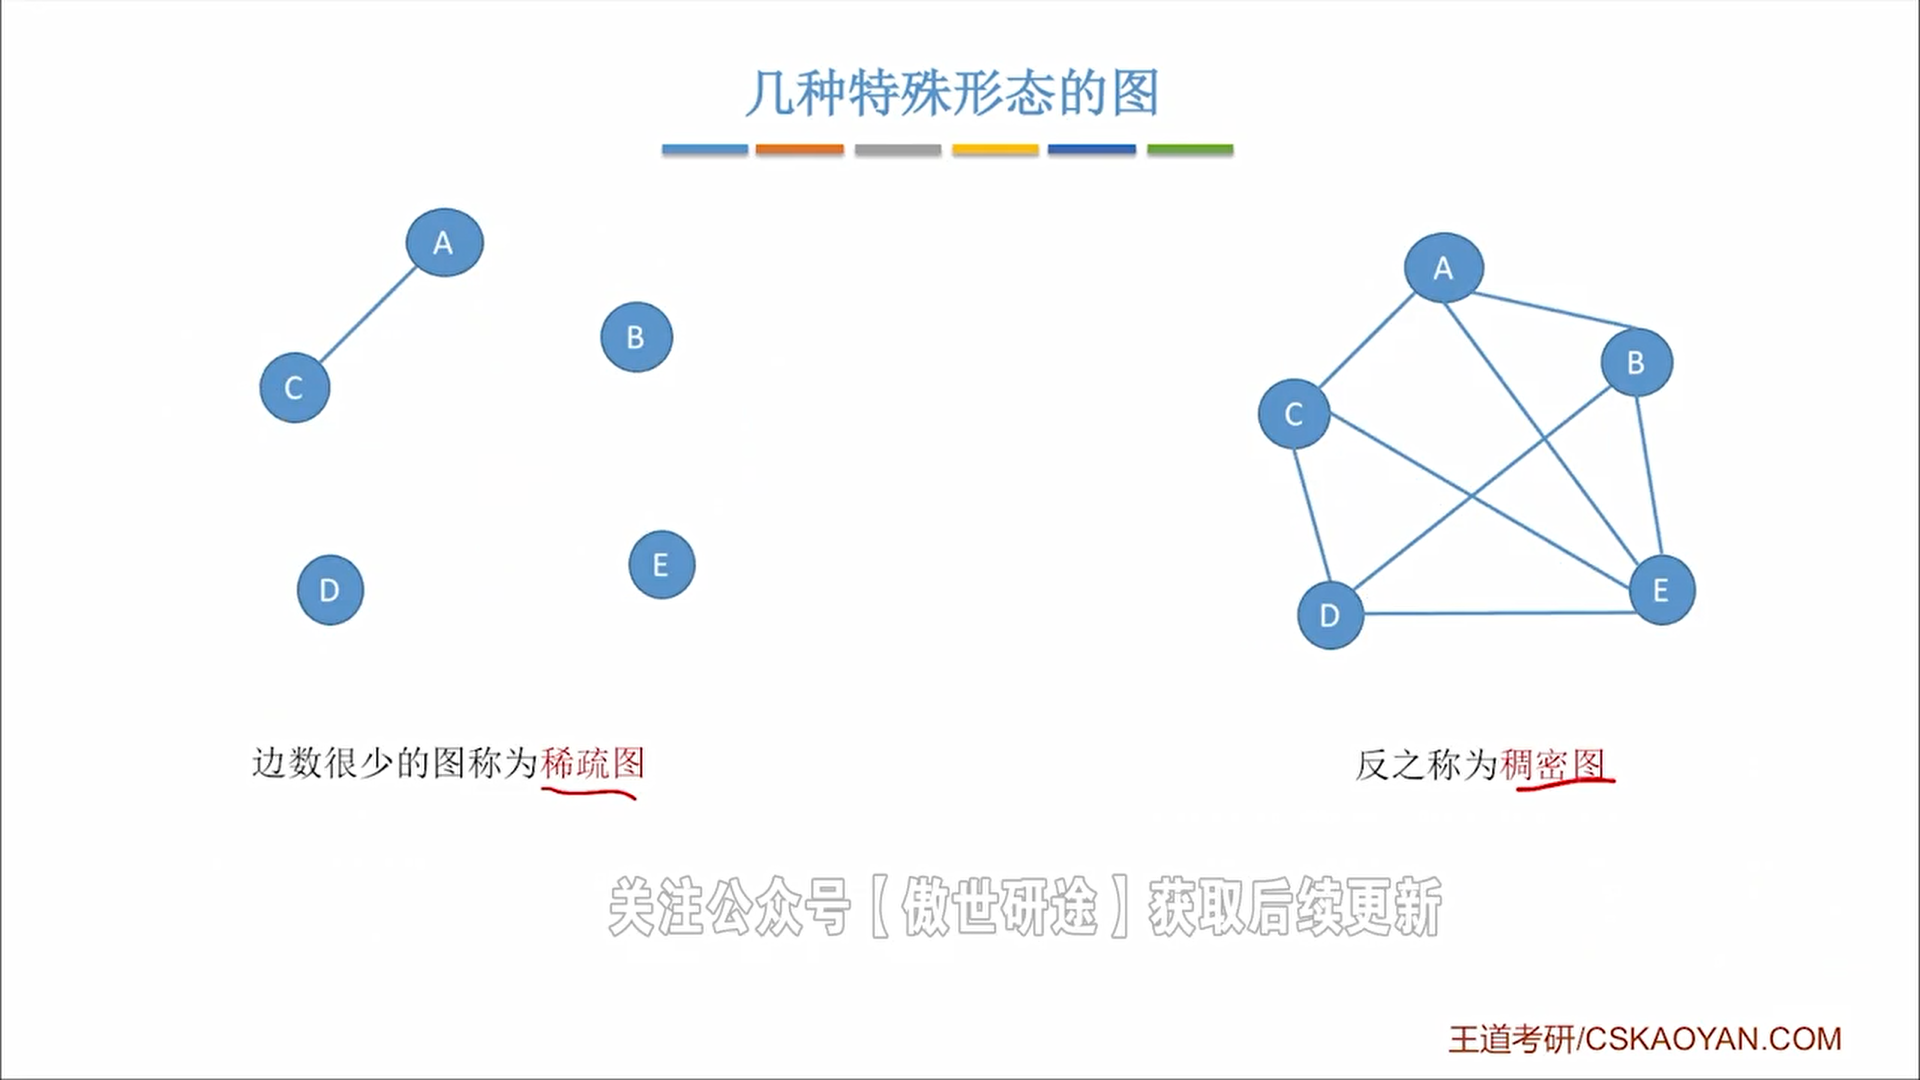 几种特殊形态的图
A
B
C
D
E
A
B
C
D
E
边数很少的图称为稀疏图
反之称为稠密图
关注公众号【傲世研途】获取后续更新
王道考研/CSKAOYAN.COM